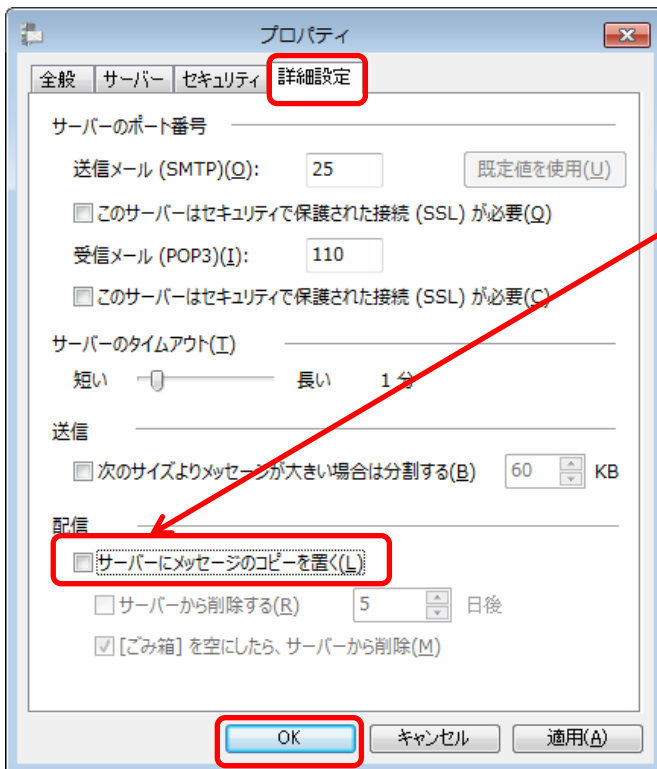 プロパティ
全般 サーバー セキュリティ 詳細設定
サーバーのポート番号
送信メール (SMTP)(O): 25 既定値を使用(U)
このサーバーはセキュリティで保護された接続 (SSL) が必要(Q)
受信メール (POP3)(I): 110
このサーバーはセキュリティで保護された接続 (SSL) が必要(C)
サーバーのタイムアウト(T)
短い 長い 1 分
送信
次のサイズよりメッセージが大きい場合は分割する(B) 60 KB
配信
サーバーにメッセージのコピーを置く(L)
サーバーから削除する(R) 5 日後
[ごみ箱] を空にしたら、サーバーから削除(M)
OK キャンセル 適用(A)